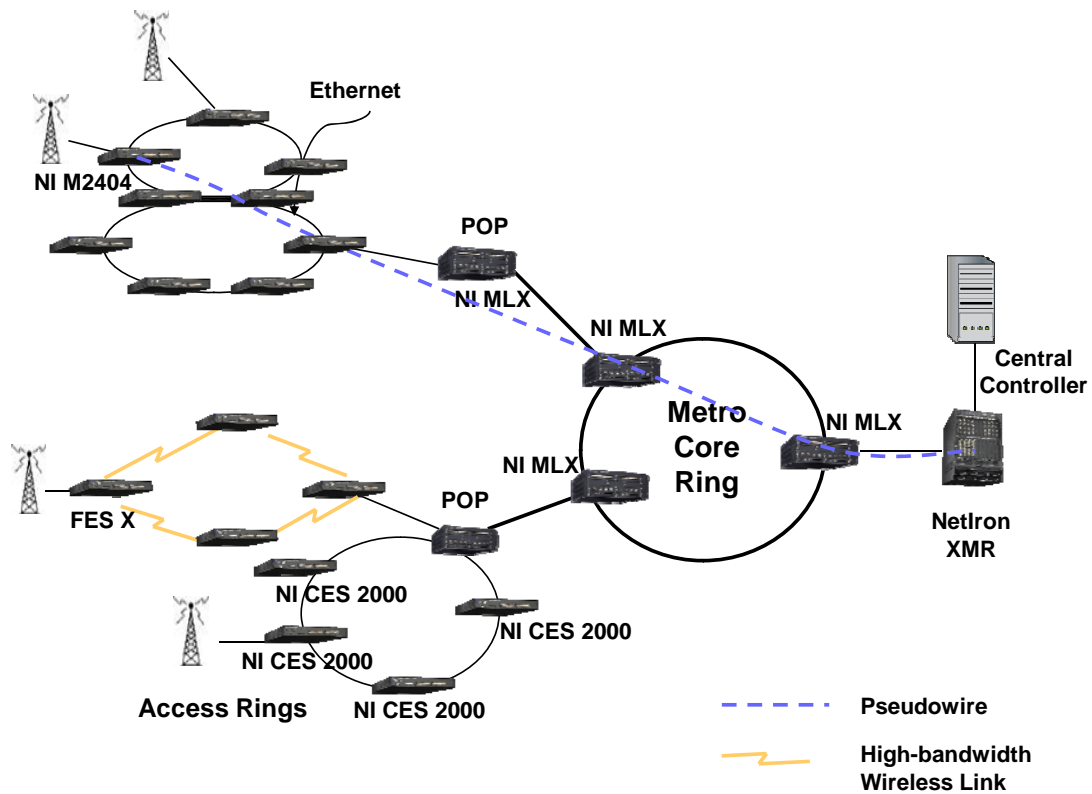 Ethernet
NI M2404
POP
NI MLX
NI MLX
Central
Controller
Metro
Core
Ring
NI MLX
NI MLX
FES X
POP
NetIron
XMR
NI CES 2000
NI CES 2000
NI CES 2000
NI CES 2000
Access Rings
Pseudowire
High-bandwidth
Wireless Link